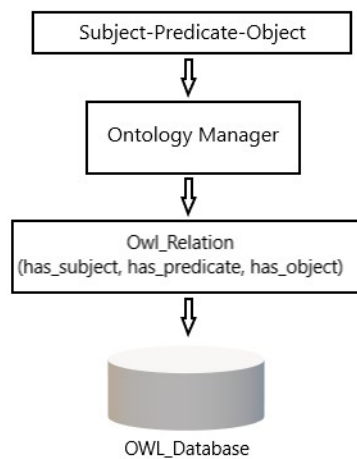 Subject-Predicate-Object
Ontology Manager
Owl_Relation
(has_subject, has_predicate, has_object)
OWL_Database